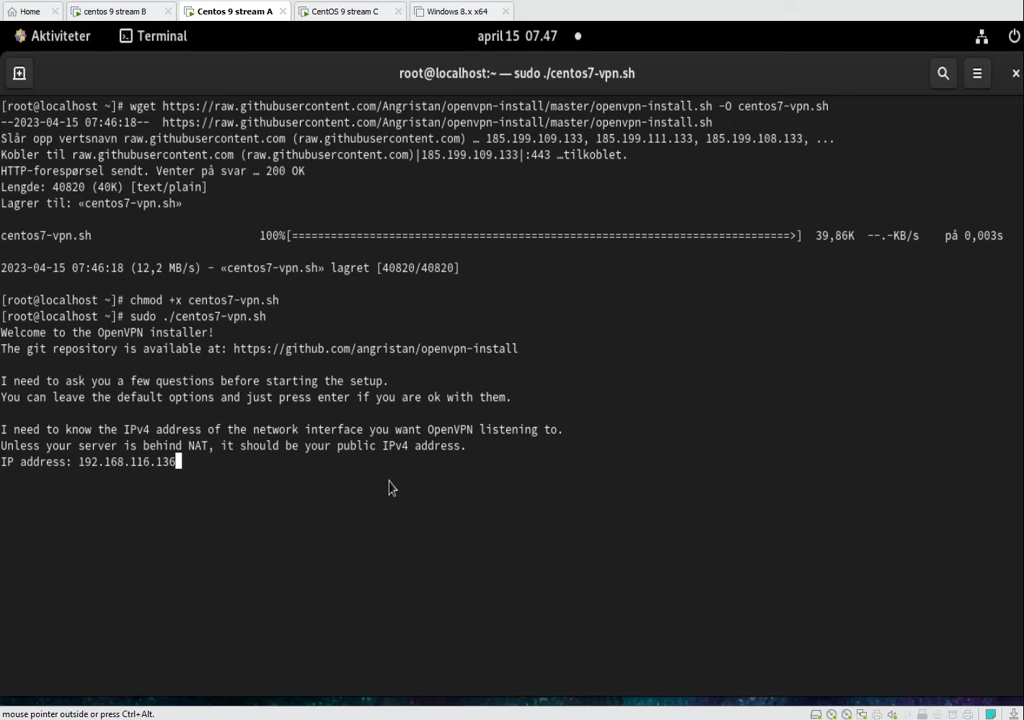 Home
centos 9 stream B
Centos 9 stream A
CentOS 9 stream C
Windows 8.x x64
Aktiviteter
Terminal
april 15 07.47
root@localhost:~ — sudo ./centos7-vpn.sh
[root@localhost ~]# wget https://raw.githubusercontent.com/Angristan/openvpn-install/master/openvpn-install.sh -O centos7-vpn.sh
--2023-04-15 07:46:18-- https://raw.githubusercontent.com/Angristan/openvpn-install/master/openvpn-install.sh
Slår opp vertsnavn raw.githubusercontent.com (raw.githubusercontent.com) … 185.199.109.133, 185.199.111.133, 185.199.108.133, ...
Kobler til raw.githubusercontent.com (raw.githubusercontent.com)|185.199.109.133|:443 …tilkoblet.
HTTP-forespørsel sendt. Venter på svar … 200 OK
Lengde: 40820 (40K) [text/plain]
Lagrer til: «centos7-vpn.sh»
centos7-vpn.sh 100%[==============================================================>] 39,86K --.-KB/s på 0,003s
2023-04-15 07:46:18 (12,2 MB/s) – «centos7-vpn.sh» lagret [40820/40820]
[root@localhost ~]# chmod +x centos7-vpn.sh
[root@localhost ~]# sudo ./centos7-vpn.sh
Welcome to the OpenVPN installer!
The git repository is available at: https://github.com/angristan/openvpn-install
I need to ask you a few questions before starting the setup.
You can leave the default options and just press enter if you are ok with them.
I need to know the IPv4 address of the network interface you want OpenVPN listening to.
Unless your server is behind NAT, it should be your public IPv4 address.
IP address: 192.168.116.136
mouse pointer outside or press Ctrl+Alt.